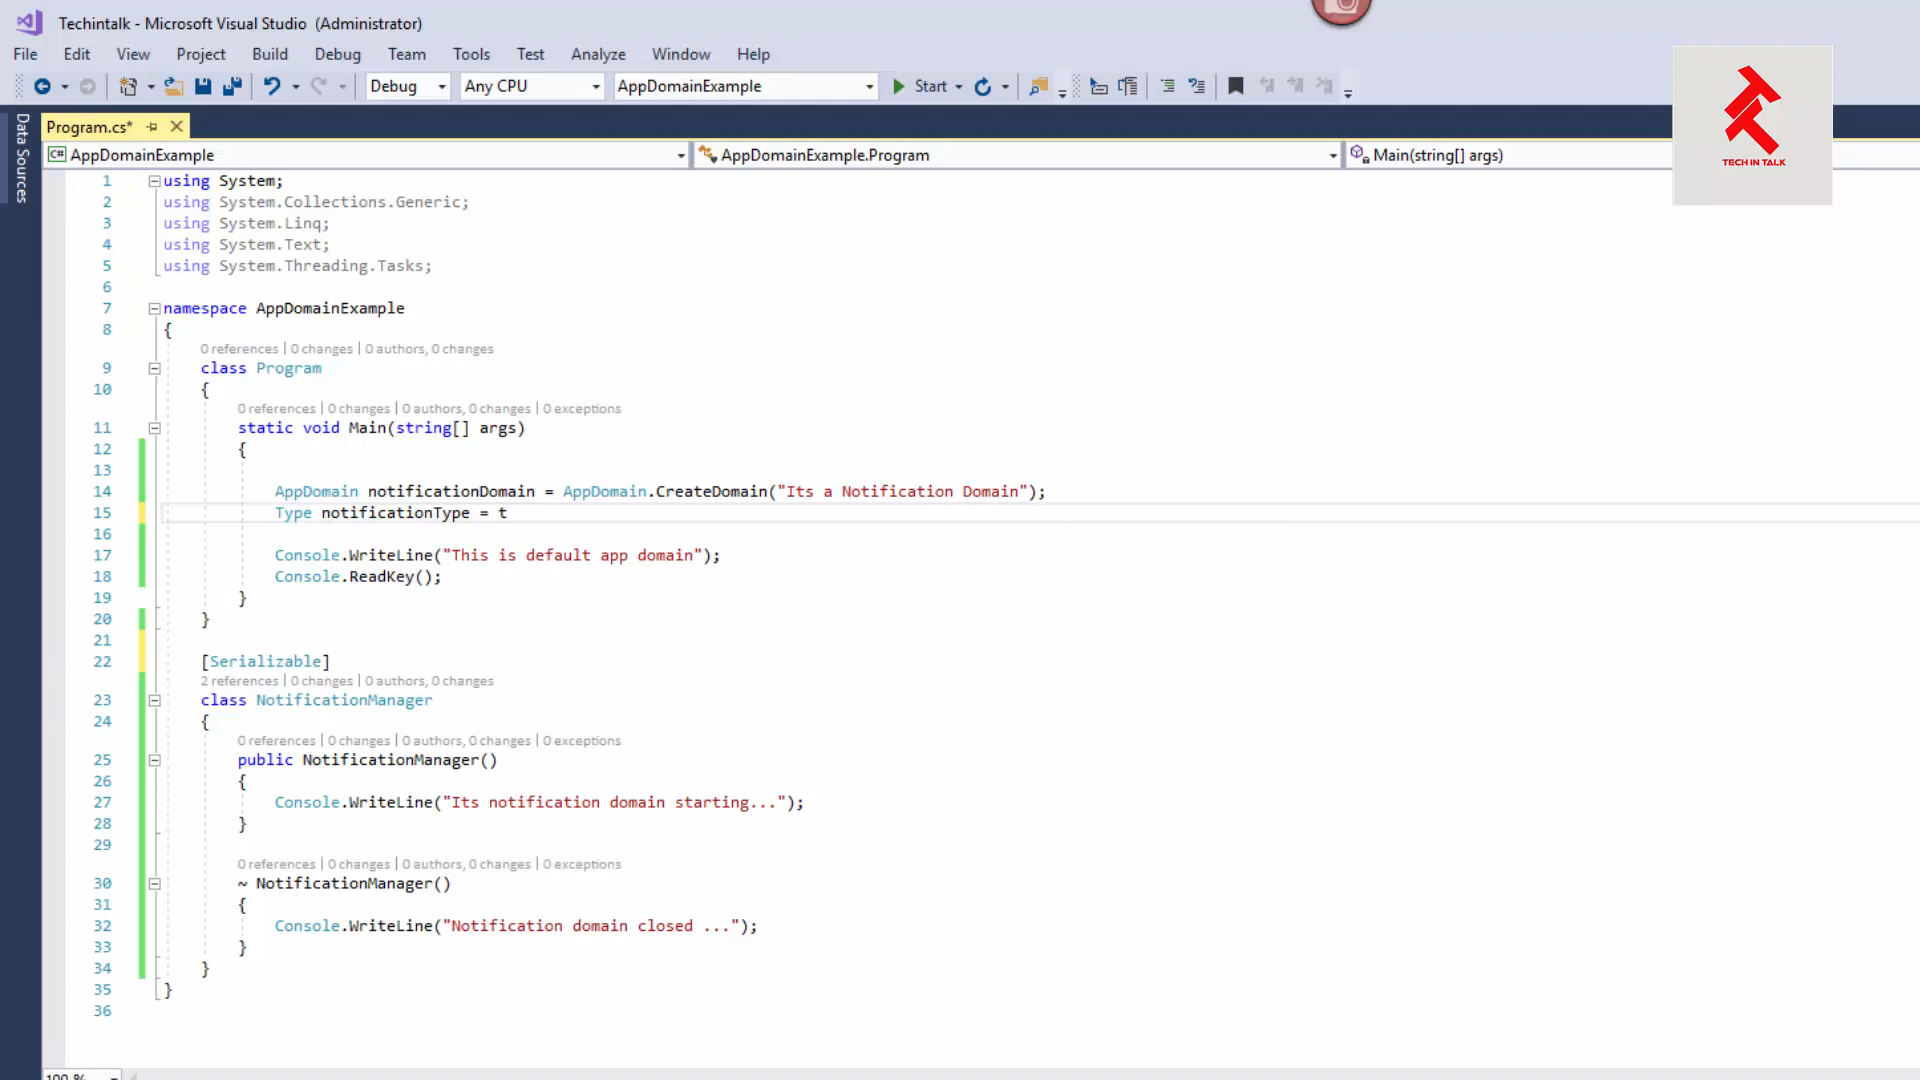 Techintalk - Microsoft Visual Studio (Administrator)
File Edit View Project Build Debug Team Tools Test Analyze Window Help
Debug Any CPU AppDomainExample Start
TECH IN TALK
Data Sources
Program.cs*
C# AppDomainExample AppDomainExample.Program Main(string[] args)
1 using System;
2 using System.Collections.Generic;
3 using System.Linq;
4 using System.Text;
5 using System.Threading.Tasks;
6
7 namespace AppDomainExample
8 {
0 references | 0 changes | 0 authors, 0 changes
9 class Program
10 {
0 references | 0 changes | 0 authors, 0 changes | 0 exceptions
11 static void Main(string[] args)
12 {
13
14 AppDomain notificationDomain = AppDomain.CreateDomain("Its a Notification Domain");
15 Type notificationType = t
16
17 Console.WriteLine("This is default app domain");
18 Console.ReadKey();
19 }
20 }
21
22 [Serializable]
2 references | 0 changes | 0 authors, 0 changes
23 class NotificationManager
24 {
0 references | 0 changes | 0 authors, 0 changes | 0 exceptions
25 public NotificationManager()
26 {
27 Console.WriteLine("Its notification domain starting...");
28 }
29
0 references | 0 changes | 0 authors, 0 changes | 0 exceptions
30 ~ NotificationManager()
31 {
32 Console.WriteLine("Notification domain closed ...");
33 }
34 }
35 }
36
100 %